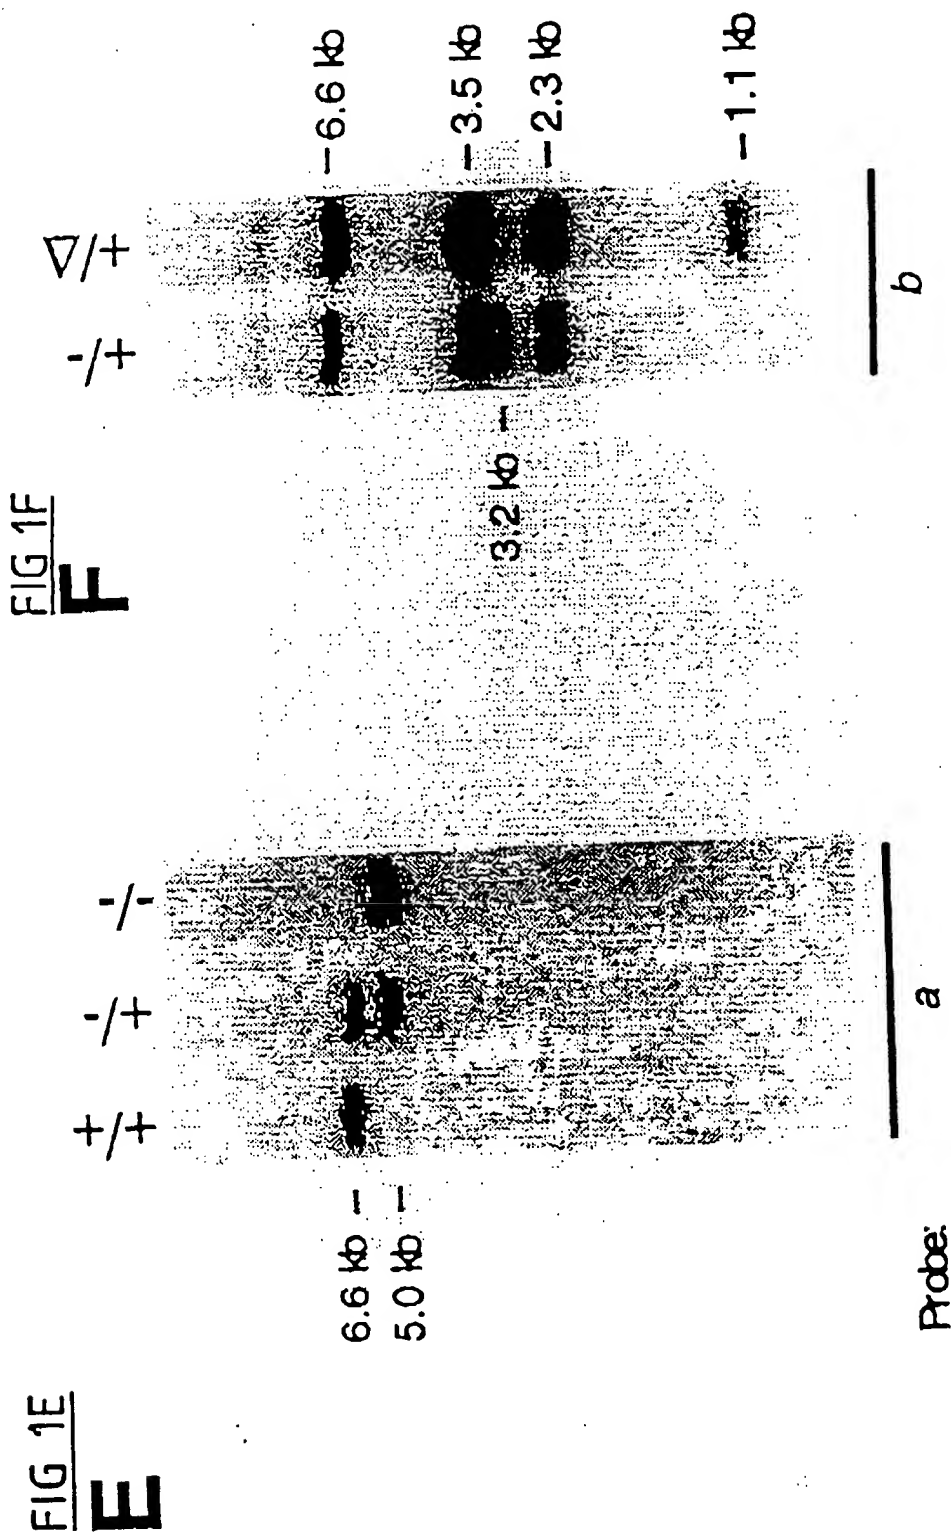 FIG 1E
E
+/+
-/+
-/-
6.6 kb –
5.0 kb –
Probe:
a
FIG 1F
F
-/+
∇/+
3.2 kb –
–6.6 kb
–3.5 kb
–2.3 kb
–1.1 kb
b